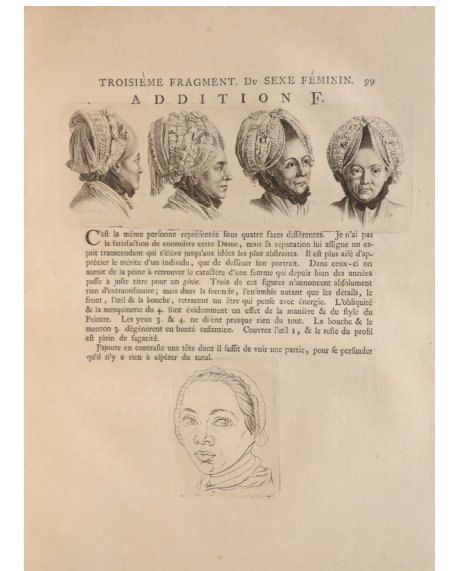 TROISIÈME FRAGMENT. DU SEXE FÉMININ. 99
ADDITION F.
C'est la même personne représentée sous quatre faces différentes. Je n'ai pas
la satisfaction de connoître cette Dame, mais sa réputation lui assigne un es-
prit transcendant qui s'élève jusqu'aux idées les plus abstraites. Il est plus aisé d'ap-
précier le mérite d'un individu, que de dessiner son portrait. Dans ceux-ci on
auroit de la peine à retrouver le caractère d'une femme qui depuis bien des années
passe à juste titre pour un génie. Trois de ces figures n'annoncent absolument
rien d'extraordinaire; mais dans la seconde, l'ensemble autant que les détails, le
front, l'œil & la bouche, retracent un être qui pense avec énergie. L'obliquité
& la mesquinerie du 4. sont évidemment un effet de la manière & du style du
Peintre. Les yeux 3. & 4. ne disent presque rien du tout. La bouche & le
menton 3. dégénèrent en bonté enfantine. Couvrez l'œil 1, & le reste du profil
est plein de sagacité.
J'ajoute en contraste une tête dont il suffit de voir une partie, pour se persuader
qu'il n'y a rien à espérer du total.